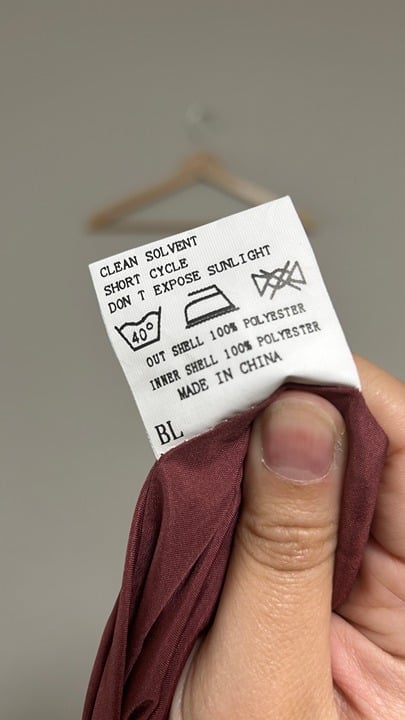 CLEAN SOLVENT
SHORT CYCLE
DON T EXPOSE SUNLIGHT
40°
OUT SHELL 100% POLYESTER
INNER SHELL 100% POLYESTER
MADE IN CHINA
BL